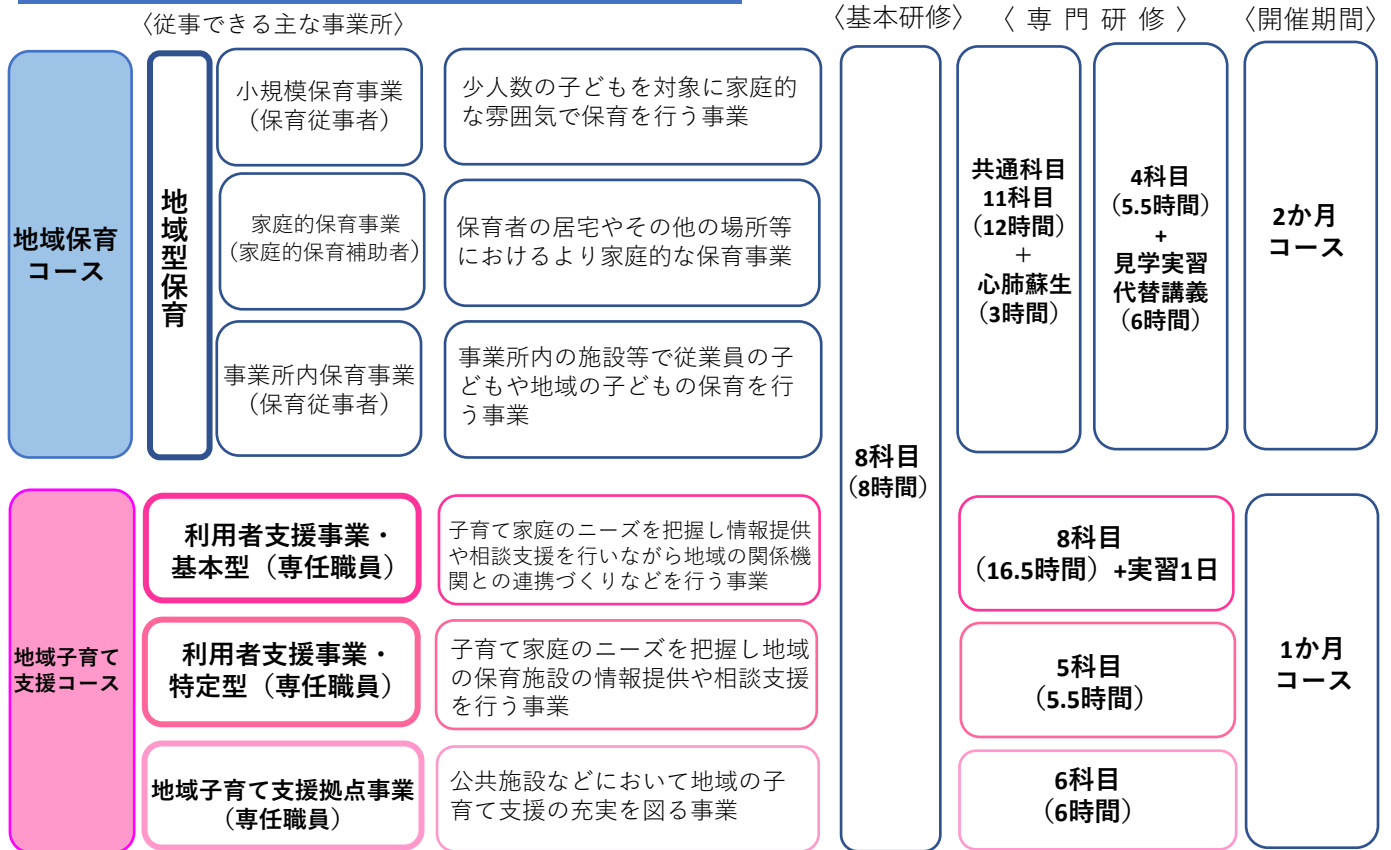 〈従事できる主な事業所〉
〈基本研修〉
〈 専 門 研 修 〉
〈開催期間〉
地域保育
コース
地域型保育
小規模保育事業
(保育従事者)
少人数の子どもを対象に家庭的
な雰囲気で保育を行う事業
家庭的保育事業
(家庭的保育補助者)
保育者の居宅やその他の場所等
におけるより家庭的な保育事業
事業所内保育事業
(保育従事者)
事業所内の施設等で従業員の子
どもや地域の子どもの保育を行
う事業
8科目
(8時間)
共通科目
11科目
(12時間)
+
心肺蘇生
(3時間)
4科目
(5.5時間)
+
見学実習
代替講義
(6時間)
2か月
コース
地域子育て
支援コース
利用者支援事業・
基本型（専任職員）
子育て家庭のニーズを把握し情報提供
や相談支援を行いながら地域の関係機
関との連携づくりなどを行う事業
8科目
（16.5時間）+実習1日
利用者支援事業・
特定型（専任職員）
子育て家庭のニーズを把握し地域
の保育施設の情報提供や相談支援
を行う事業
5科目
（5.5時間）
地域子育て支援拠点事業
（専任職員）
公共施設などにおいて地域の子
育て支援の充実を図る事業
6科目
(6時間)
1か月
コース